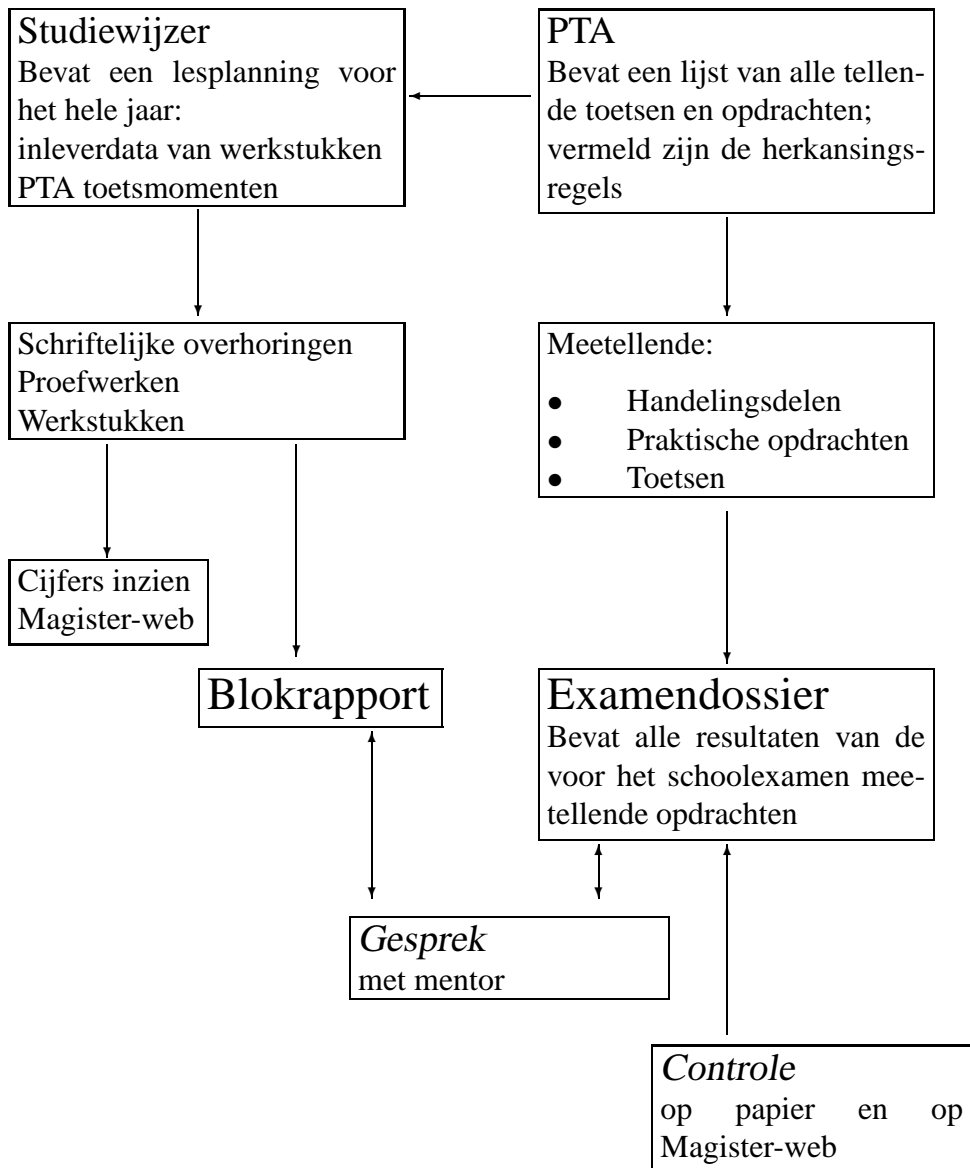 Studiewijzer
Bevat een lesplanning voor
het hele jaar:
inleverdata van werkstukken
PTA toetsmomenten
PTA
Bevat een lijst van alle tellen-
de toetsen en opdrachten;
vermeld zijn de herkansings-
regels
Schriftelijke overhoringen
Proefwerken
Werkstukken
Meetellende:
• Handelingsdelen
• Praktische opdrachten
• Toetsen
Cijfers inzien
Magister-web
Blokrapport
Examendossier
Bevat alle resultaten van de
voor het schoolexamen mee-
tellende opdrachten
Gesprek
met mentor
Controle
op papier en op
Magister-web